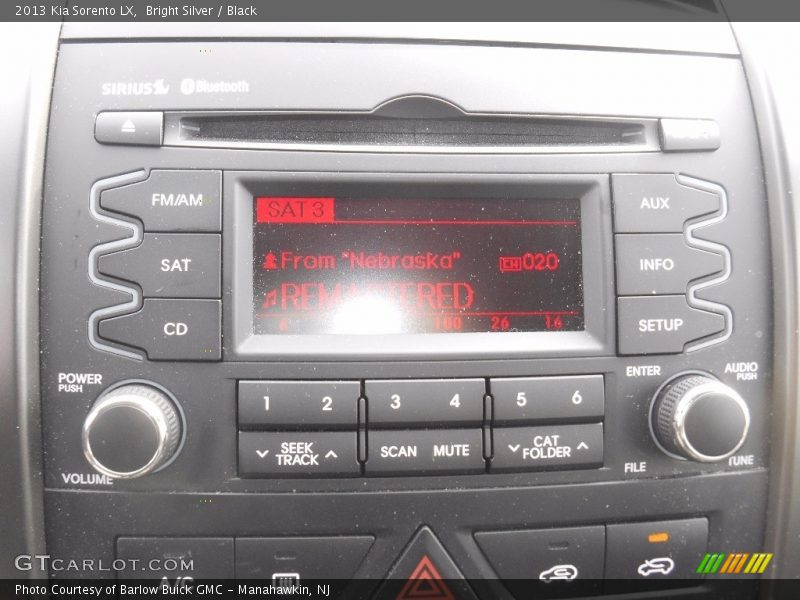 2013 Kia Sorento LX,  Bright Silver / Black
SIRIUS Bluetooth
FM/AM
SAT
CD
SAT 3
From "Nebraska" CH 020
REMASTERED
6 100 26 16
AUX
INFO
SETUP
POWER
PUSH
VOLUME
1 2 3 4 5 6
SEEK
TRACK
SCAN MUTE
CAT
FOLDER
ENTER
AUDIO
PUSH
FILE
TUNE
A/C
GTCARLOT.COM
Photo Courtesy of Barlow Buick GMC - Manahawkin, NJ